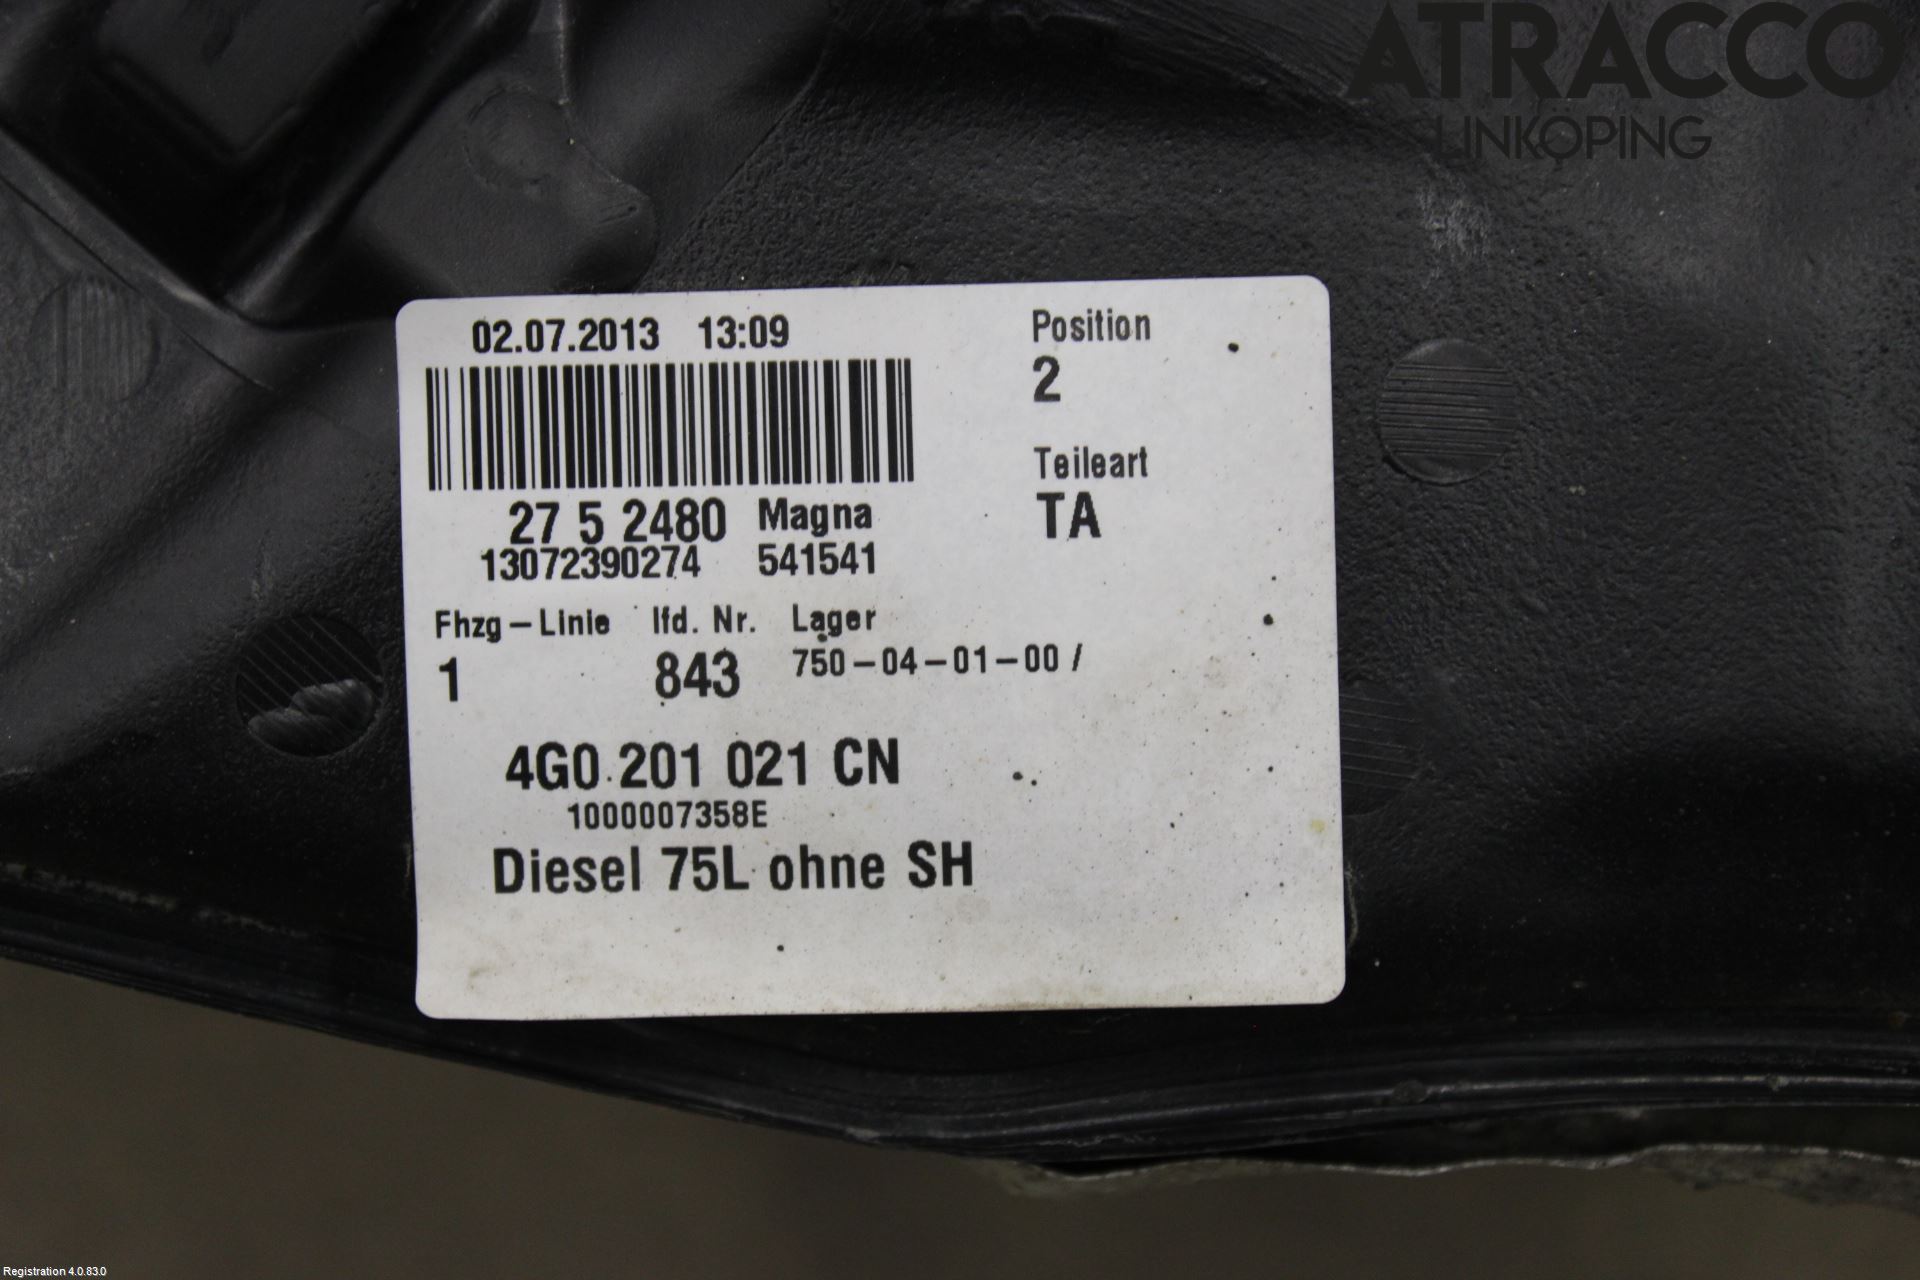 ATRACCO
LINKÖPING
02.07.2013 13:09
Position
2
Teileart
TA
27 5 2480 Magna
13072390274 541541
Fhzg-Linie lfd. Nr. Lager
1 843 750-04-01-00 /
4G0 201 021 CN
1000007358E
Diesel 75L ohne SH
Registration 4.0.83.0